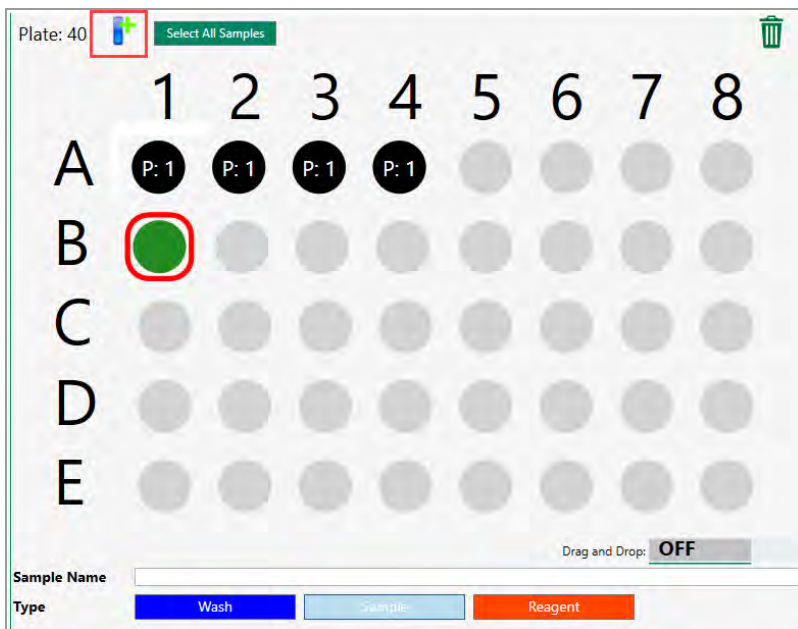 Plate: 40 Select All Samples
1 2 3 4 5 6 7 8
A P: 1 P: 1 P: 1 P: 1
B
C
D
E
Drag and Drop: OFF
Sample Name
Type Wash Sample Reagent